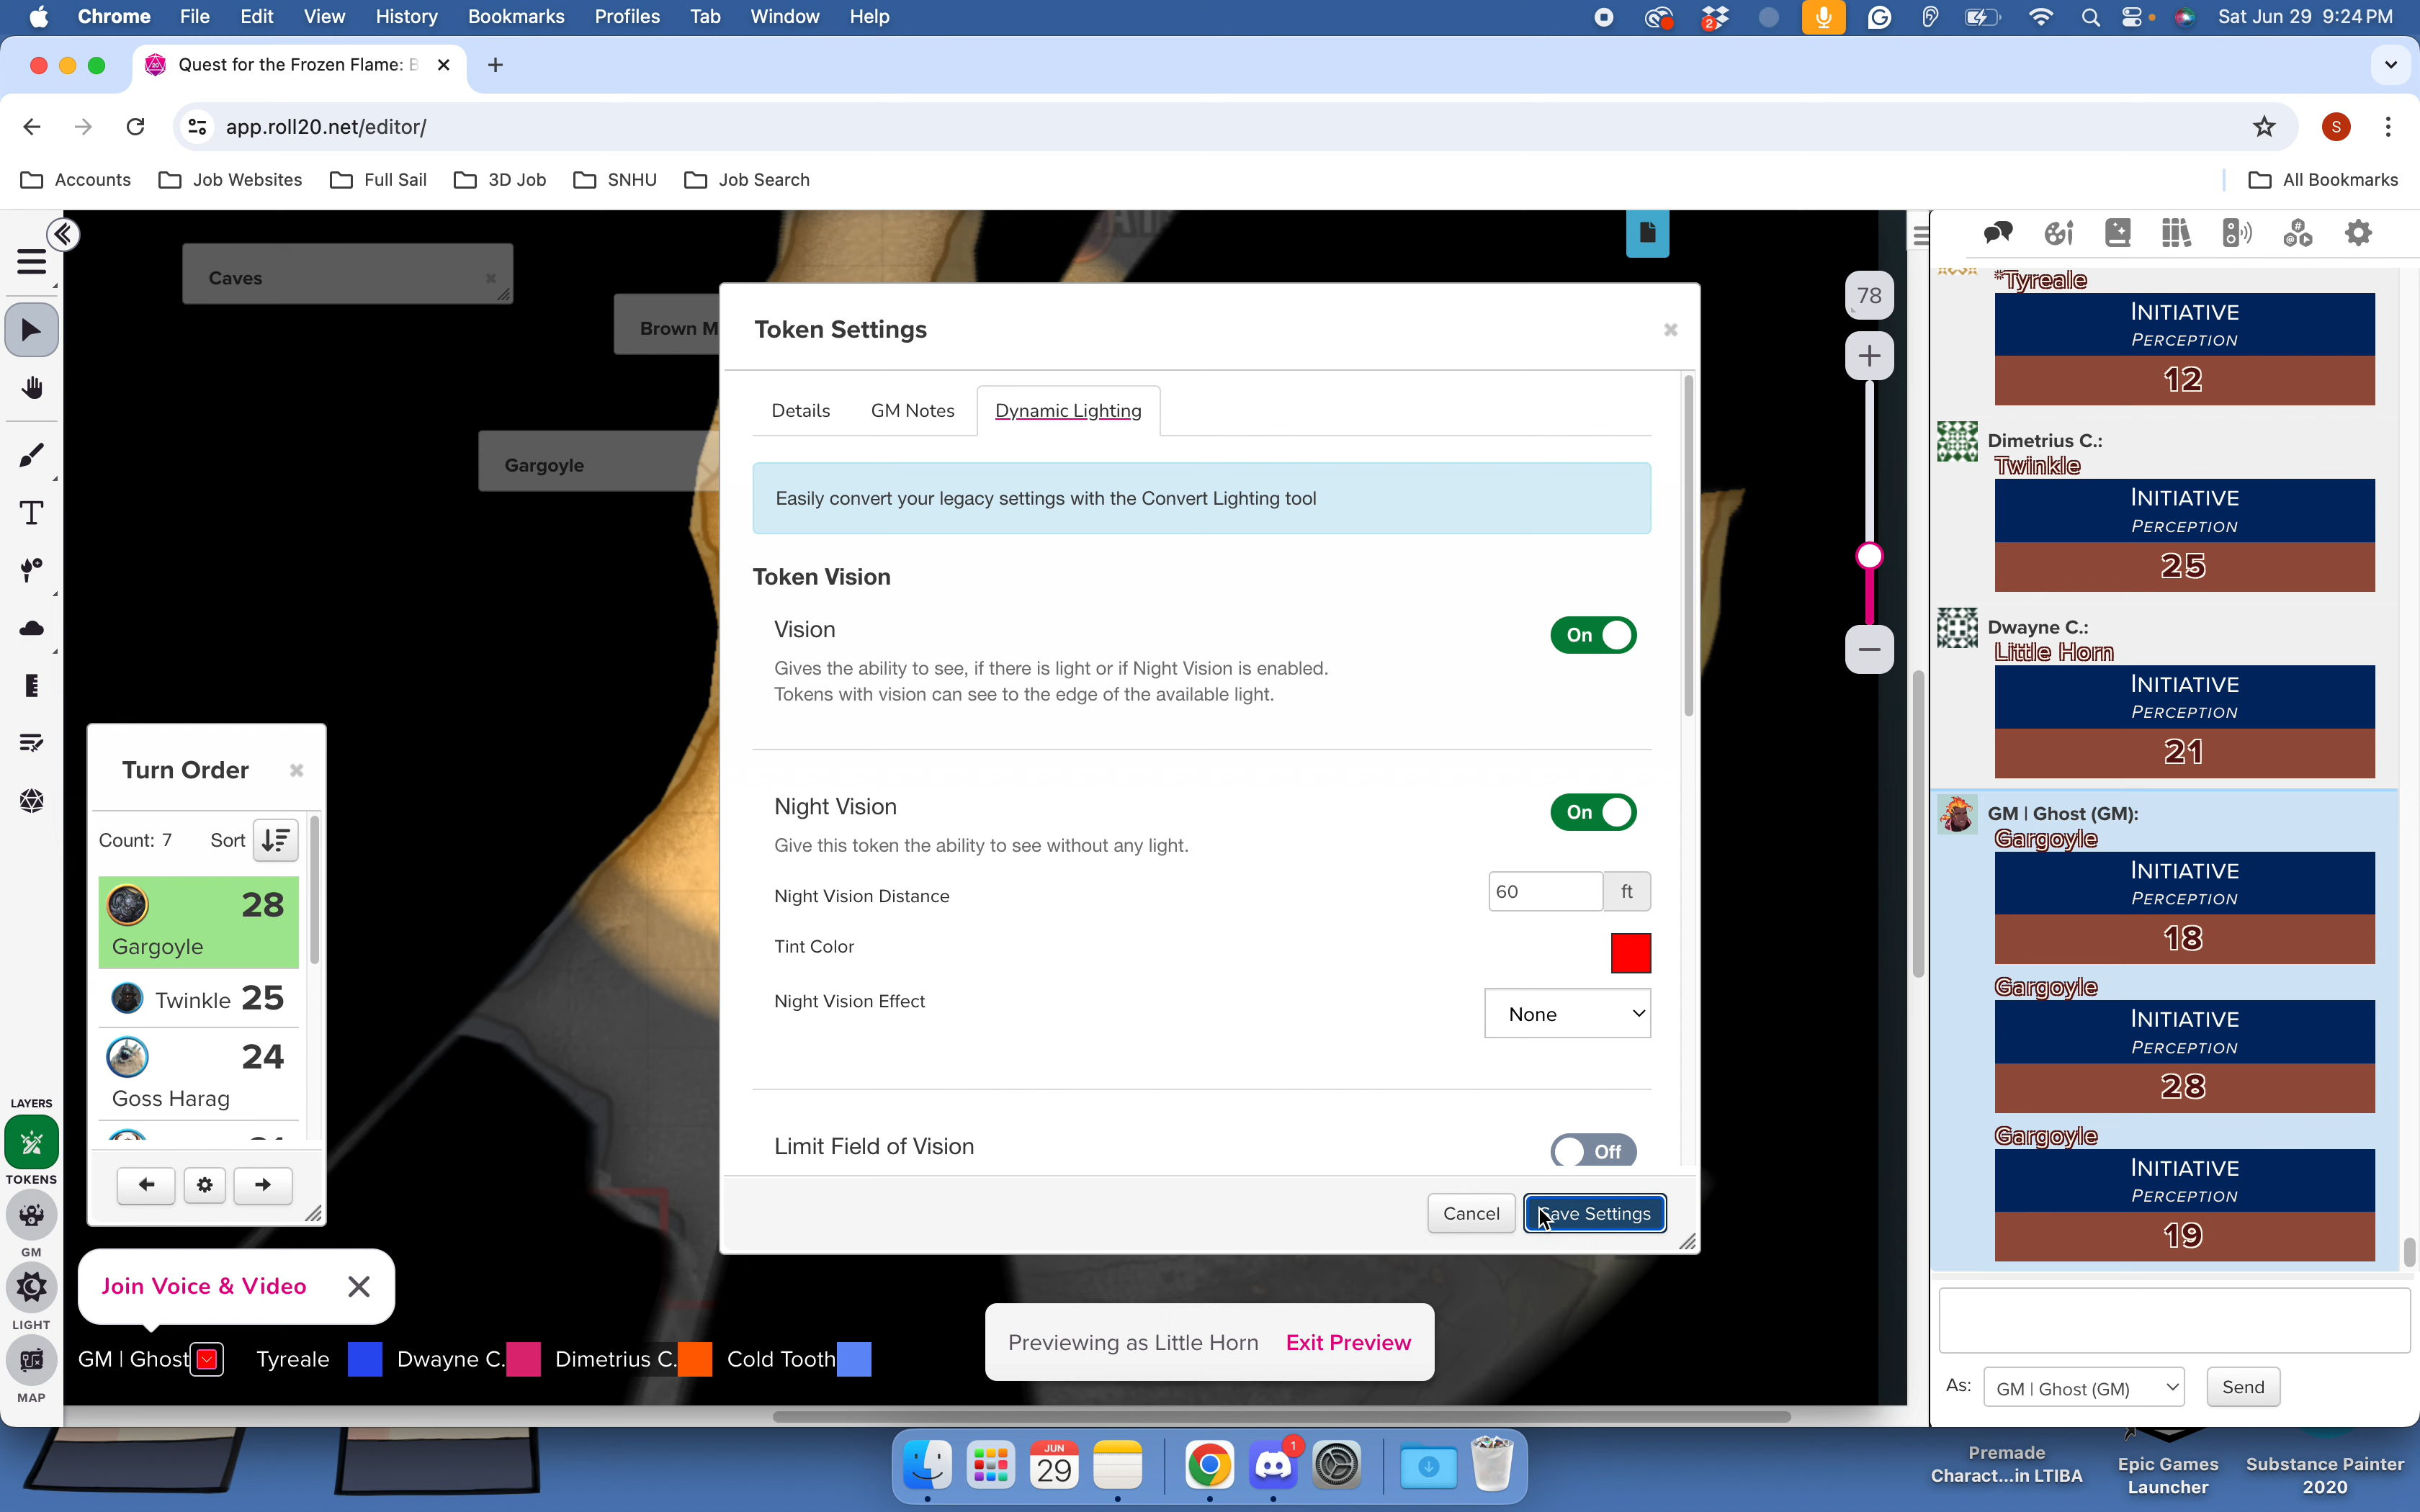 Chrome File Edit View History Bookmarks Profiles Tab Window Help
2
Sat Jun 29 9:24 PM
Quest for the Frozen Flame: B
app.roll20.net/editor/
S
Accounts Job Websites Full Sail 3D Job SNHU Job Search
All Bookmarks
Caves
Brown M
Gargoyle
78
Token Settings
Details GM Notes Dynamic Lighting
Easily convert your legacy settings with the Convert Lighting tool
Token Vision
Vision
On
Gives the ability to see, if there is light or if Night Vision is enabled.
Tokens with vision can see to the edge of the available light.
Night Vision
On
Give this token the ability to see without any light.
Night Vision Distance
60 ft
Tint Color
Night Vision Effect
None
Limit Field of Vision
Off
Cancel Save Settings
Turn Order
Count: 7 Sort
28
Gargoyle
Twinkle 25
24
Goss Harag
LAYERS
TOKENS
GM
LIGHT
MAP
Join Voice & Video
GM | Ghost Tyreale Dwayne C. Dimetrius C. Cold Tooth
Previewing as Little Horn Exit Preview
*Tyreale
INITIATIVE
PERCEPTION
12
Dimetrius C.:
Twinkle
INITIATIVE
PERCEPTION
25
Dwayne C.:
Little Horn
INITIATIVE
PERCEPTION
21
GM | Ghost (GM):
Gargoyle
INITIATIVE
PERCEPTION
18
Gargoyle
INITIATIVE
PERCEPTION
28
Gargoyle
INITIATIVE
PERCEPTION
19
As: GM | Ghost (GM) Send
JUN
29
1
Premade
Charact...in LTIBA
Epic Games
Launcher
Substance Painter
2020